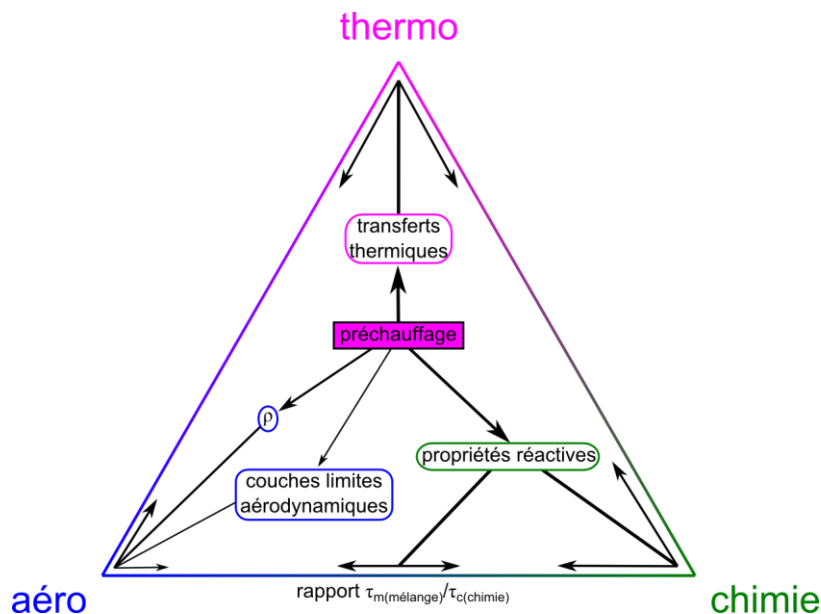 thermo
transferts
thermiques
préchauffage
ρ
propriétés réactives
couches limites
aérodynamiques
aéro
rapport τm(mélange)/τc(chimie)
chimie